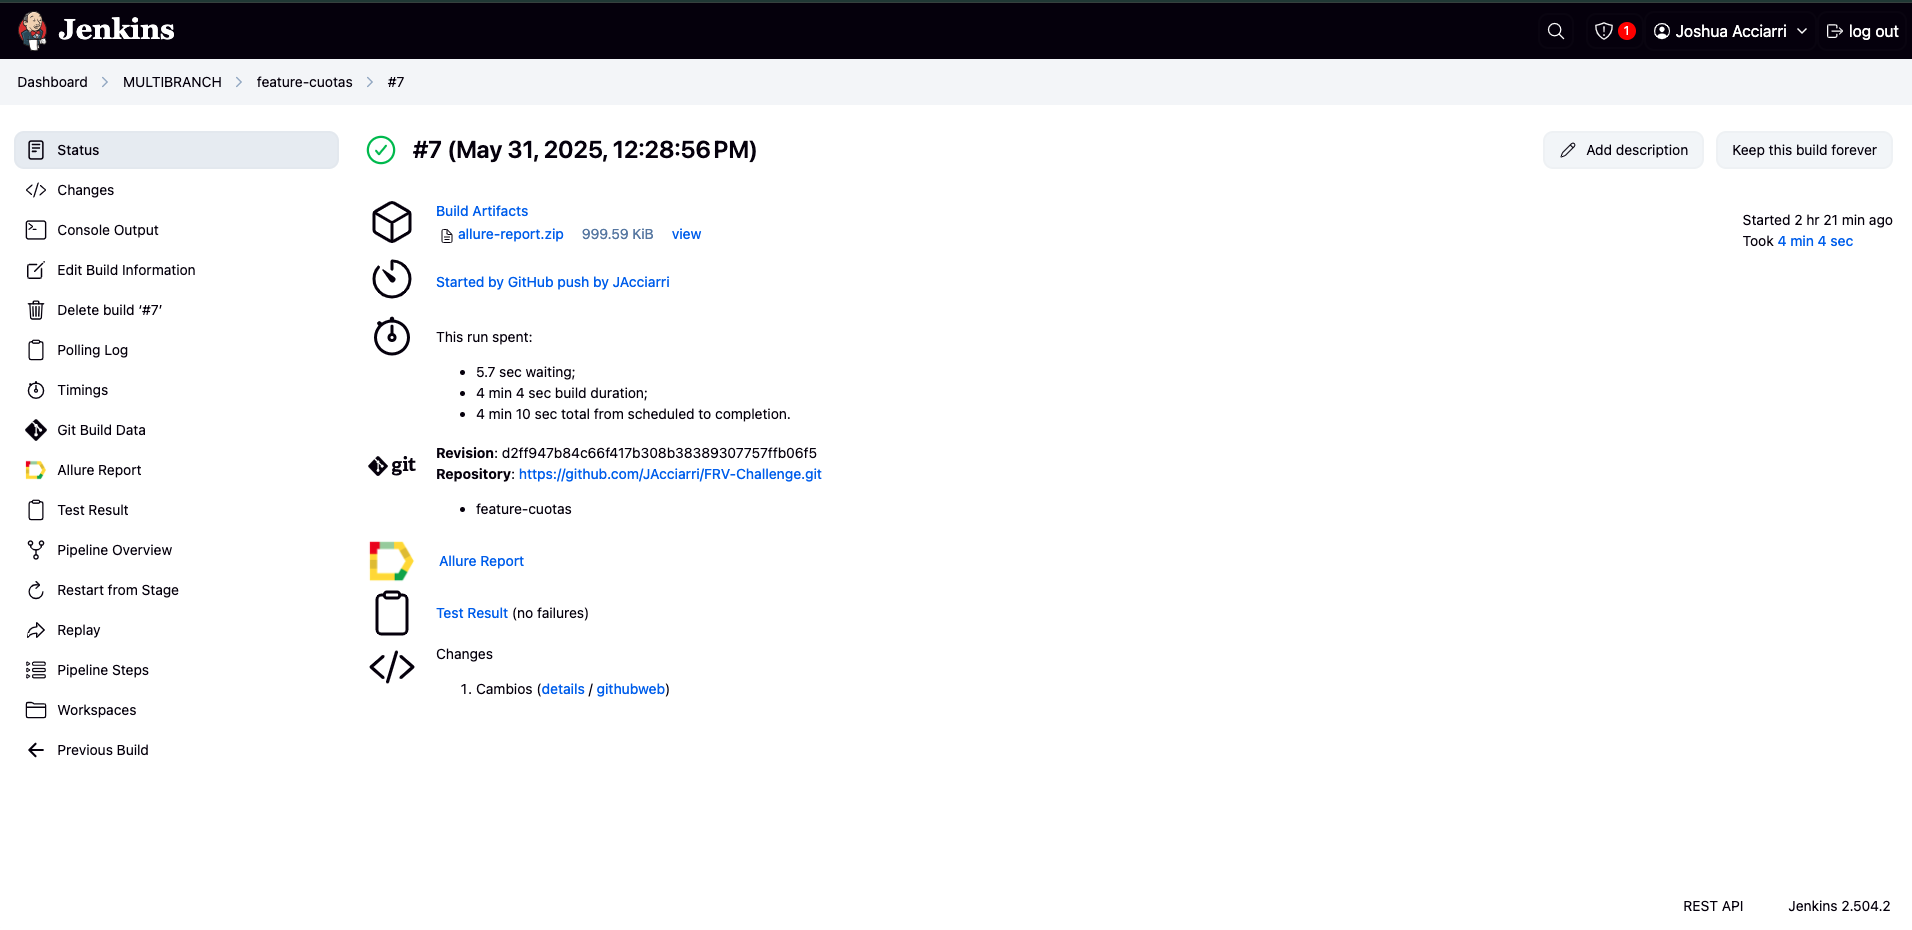 Jenkins
1
Joshua Acciarri
log out
Dashboard
MULTIBRANCH
feature-cuotas
#7
Status
Changes
Console Output
Edit Build Information
Delete build ‘#7’
Polling Log
Timings
Git Build Data
Allure Report
Test Result
Pipeline Overview
Restart from Stage
Replay
Pipeline Steps
Workspaces
Previous Build
#7 (May 31, 2025, 12:28:56 PM)
Add description
Keep this build forever
Build Artifacts
allure-report.zip 999.59 KiB view
Started 2 hr 21 min ago
Took 4 min 4 sec
Started by GitHub push by JAcciarri
This run spent:
• 5.7 sec waiting;
• 4 min 4 sec build duration;
• 4 min 10 sec total from scheduled to completion.
git
Revision: d2ff947b84c66f417b308b38389307757ffb06f5
Repository: https://github.com/JAcciarri/FRV-Challenge.git
• feature-cuotas
Allure Report
Test Result (no failures)
Changes
1. Cambios (details / githubweb)
REST API
Jenkins 2.504.2